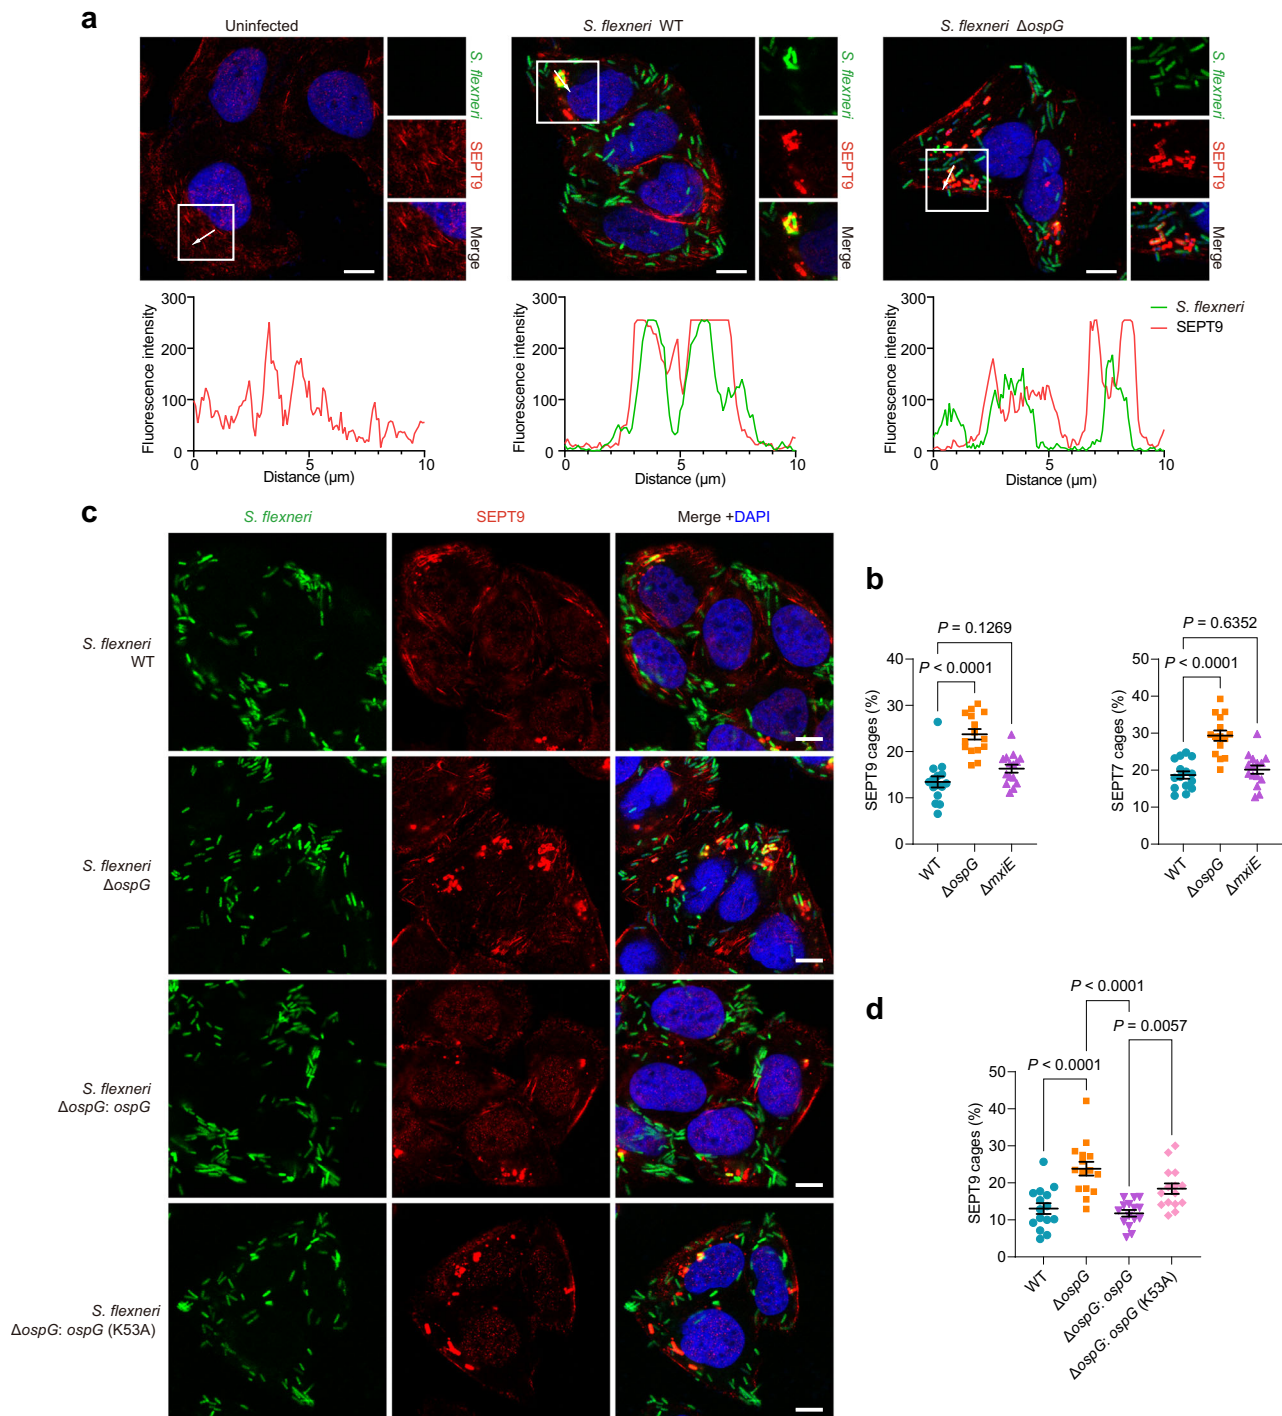 a
Uninfected
S. flexneri WT
S. flexneri ΔospG
S. flexneri
SEPT9
Merge
S. flexneri
SEPT9
Merge
S. flexneri
SEPT9
Merge
Fluorescence intensity
300
200
100
0
0
5
10
Distance (µm)
Fluorescence intensity
300
200
100
0
0
5
10
Distance (µm)
Fluorescence intensity
300
200
100
0
0
5
10
Distance (µm)
S. flexneri
SEPT9
c
S. flexneri
SEPT9
Merge +DAPI
S. flexneri
WT
S. flexneri
ΔospG
S. flexneri
ΔospG: ospG
S. flexneri
ΔospG: ospG (K53A)
b
P = 0.1269
P < 0.0001
SEPT9 cages (%)
40
30
20
10
0
WT
ΔospG
ΔmxiE
P = 0.6352
P < 0.0001
SEPT7 cages (%)
50
40
30
20
10
0
WT
ΔospG
ΔmxiE
d
P < 0.0001
P = 0.0057
P < 0.0001
SEPT9 cages (%)
50
40
30
20
10
0
WT
ΔospG
ΔospG: ospG
ΔospG: ospG (K53A)